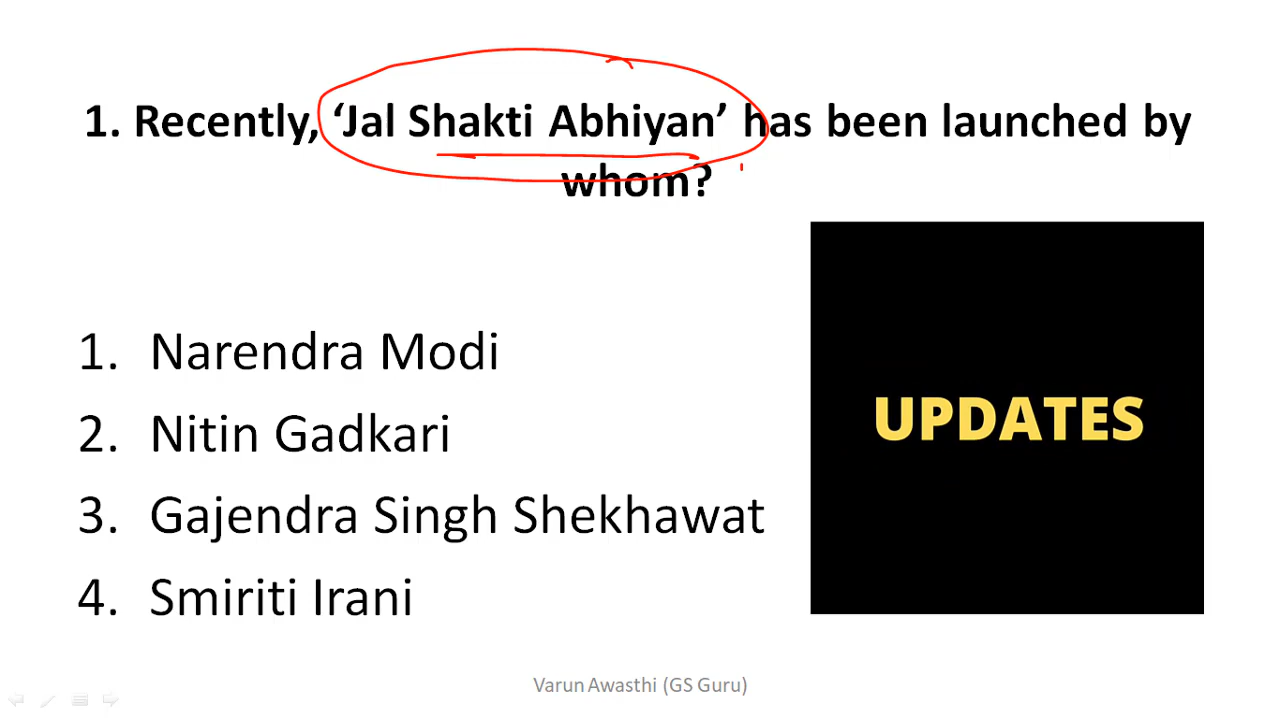 1. Recently, ‘Jal Shakti Abhiyan’ has been launched by
whom?
1. Narendra Modi
2. Nitin Gadkari
3. Gajendra Singh Shekhawat
4. Smiriti Irani
UPDATES
Varun Awasthi (GS Guru)